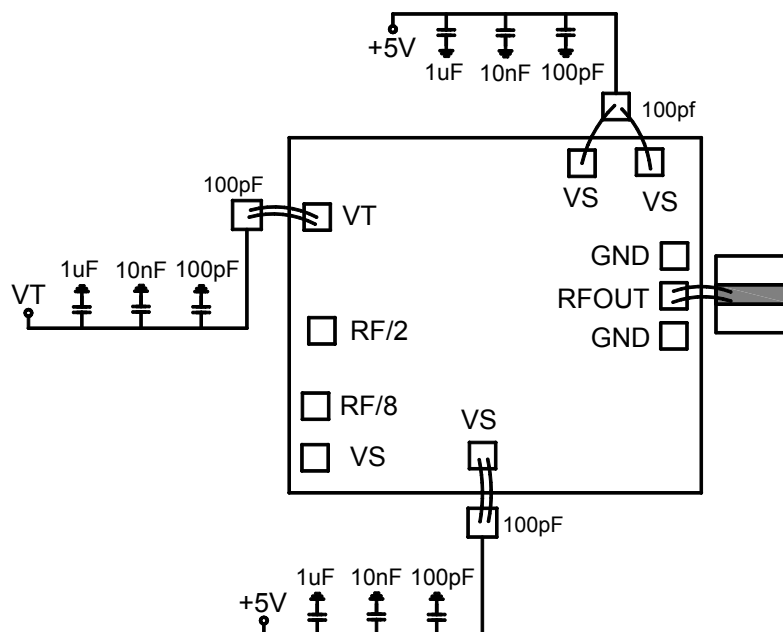 +5V
1uF 10nF 100pF
100pf
VS VS
100pF
VT
1uF 10nF 100pF
VT
GND
RFOUT
GND
RF/2
RF/8
VS
VS
100pF
1uF 10nF 100pF
+5V